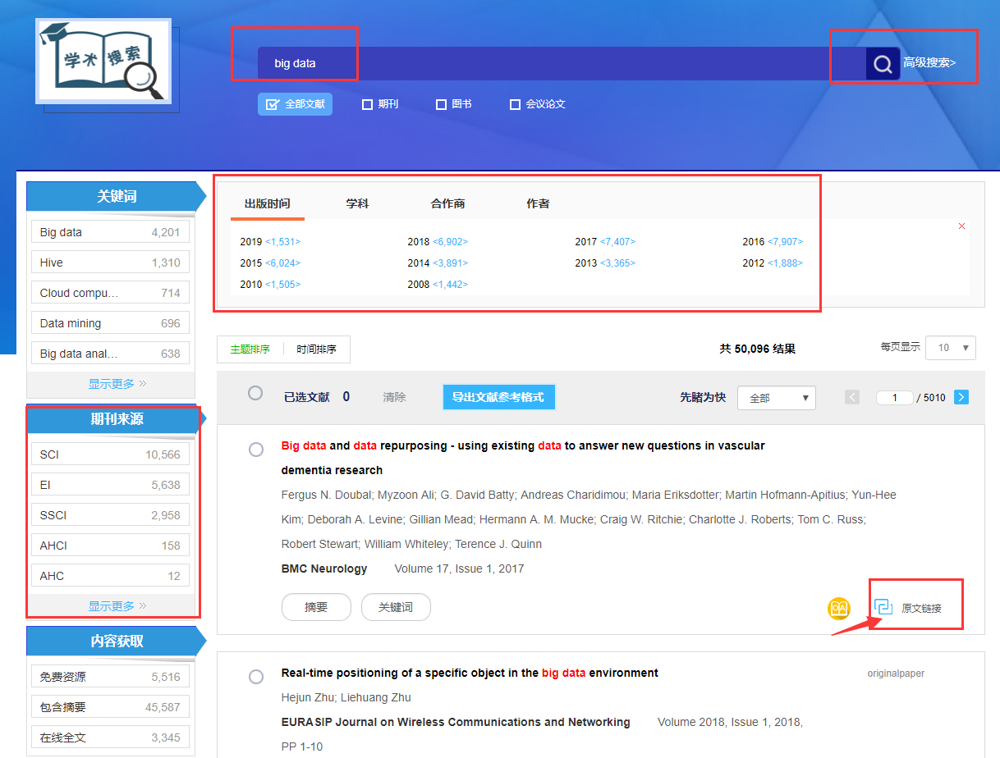 学术 搜索
big data
高级搜索>
全部文献 期刊 图书 会议论文
关键词
Big data 4,201
Hive 1,310
Cloud compu… 714
Data mining 696
Big data anal… 638
显示更多 »
期刊来源
SCI 10,566
EI 5,638
SSCI 2,958
AHCI 158
AHC 12
显示更多 »
内容获取
免费资源 5,516
包含摘要 45,587
在线全文 3,345
出版时间 学科 合作商 作者
2019 <1,531> 2018 <6,902> 2017 <7,407> 2016 <7,907>
2015 <6,024> 2014 <3,891> 2013 <3,365> 2012 <1,888>
2010 <1,505> 2008 <1,442>
主题排序 时间排序 共 50,096 结果 每页显示 10
已选文献 0 清除 导出文献参考格式 先睹为快 全部 1 / 5010
Big data and data repurposing - using existing data to answer new questions in vascular
dementia research
Fergus N. Doubal; Myzoon Ali; G. David Batty; Andreas Charidimou; Maria Eriksdotter; Martin Hofmann-Apitius; Yun-Hee
Kim; Deborah A. Levine; Gillian Mead; Hermann A. M. Mucke; Craig W. Ritchie; Charlotte J. Roberts; Tom C. Russ;
Robert Stewart; William Whiteley; Terence J. Quinn
BMC Neurology Volume 17, Issue 1, 2017
摘要 关键词 OA 原文链接
Real-time positioning of a specific object in the big data environment originalpaper
Hejun Zhu; Liehuang Zhu
EURASIP Journal on Wireless Communications and Networking Volume 2018, Issue 1, 2018,
PP 1-10